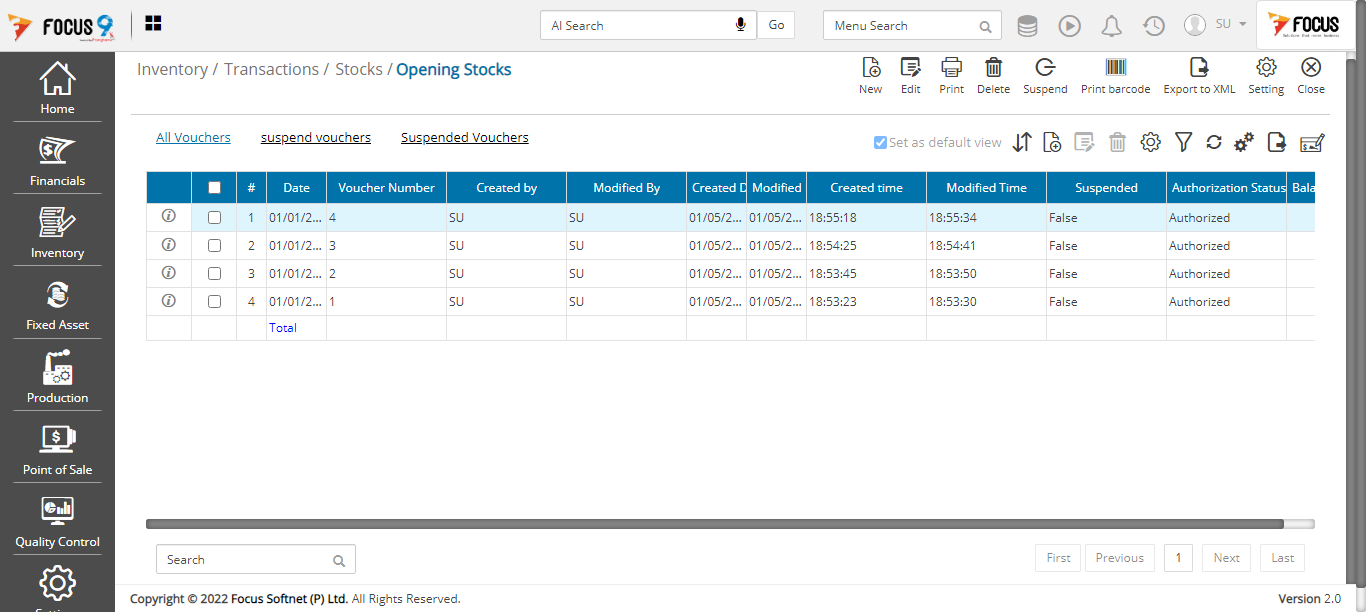 FOCUS 9
AI Search
Go
Menu Search
SU
FOCUS
Home
Financials
Inventory
Fixed Asset
Production
Point of Sale
Quality Control
Inventory / Transactions / Stocks / Opening Stocks
New Edit Print Delete Suspend Print barcode Export to XML Setting Close
All Vouchers suspend vouchers Suspended Vouchers
Set as default view
# Date Voucher Number Created by Modified By Created D Modified Created time Modified Time Suspended Authorization Status Bala
1 01/01/2... 4 SU SU 01/05/2... 01/05/2... 18:55:18 18:55:34 False Authorized
2 01/01/2... 3 SU SU 01/05/2... 01/05/2... 18:54:25 18:54:41 False Authorized
3 01/01/2... 2 SU SU 01/05/2... 01/05/2... 18:53:45 18:53:50 False Authorized
4 01/01/2... 1 SU SU 01/05/2... 01/05/2... 18:53:23 18:53:30 False Authorized
Total
Search
First Previous 1 Next Last
Copyright © 2022 Focus Softnet (P) Ltd. All Rights Reserved.
Version 2.0